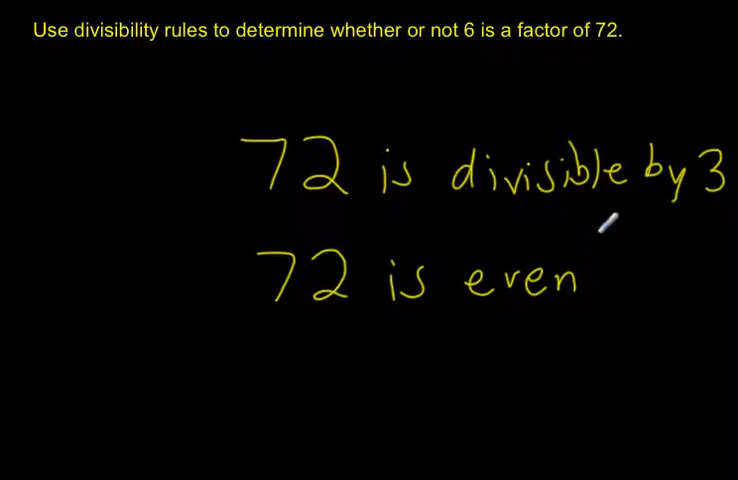 Use divisibility rules to determine whether or not 6 is a factor of 72.
72 is divisible by 3
72 is even